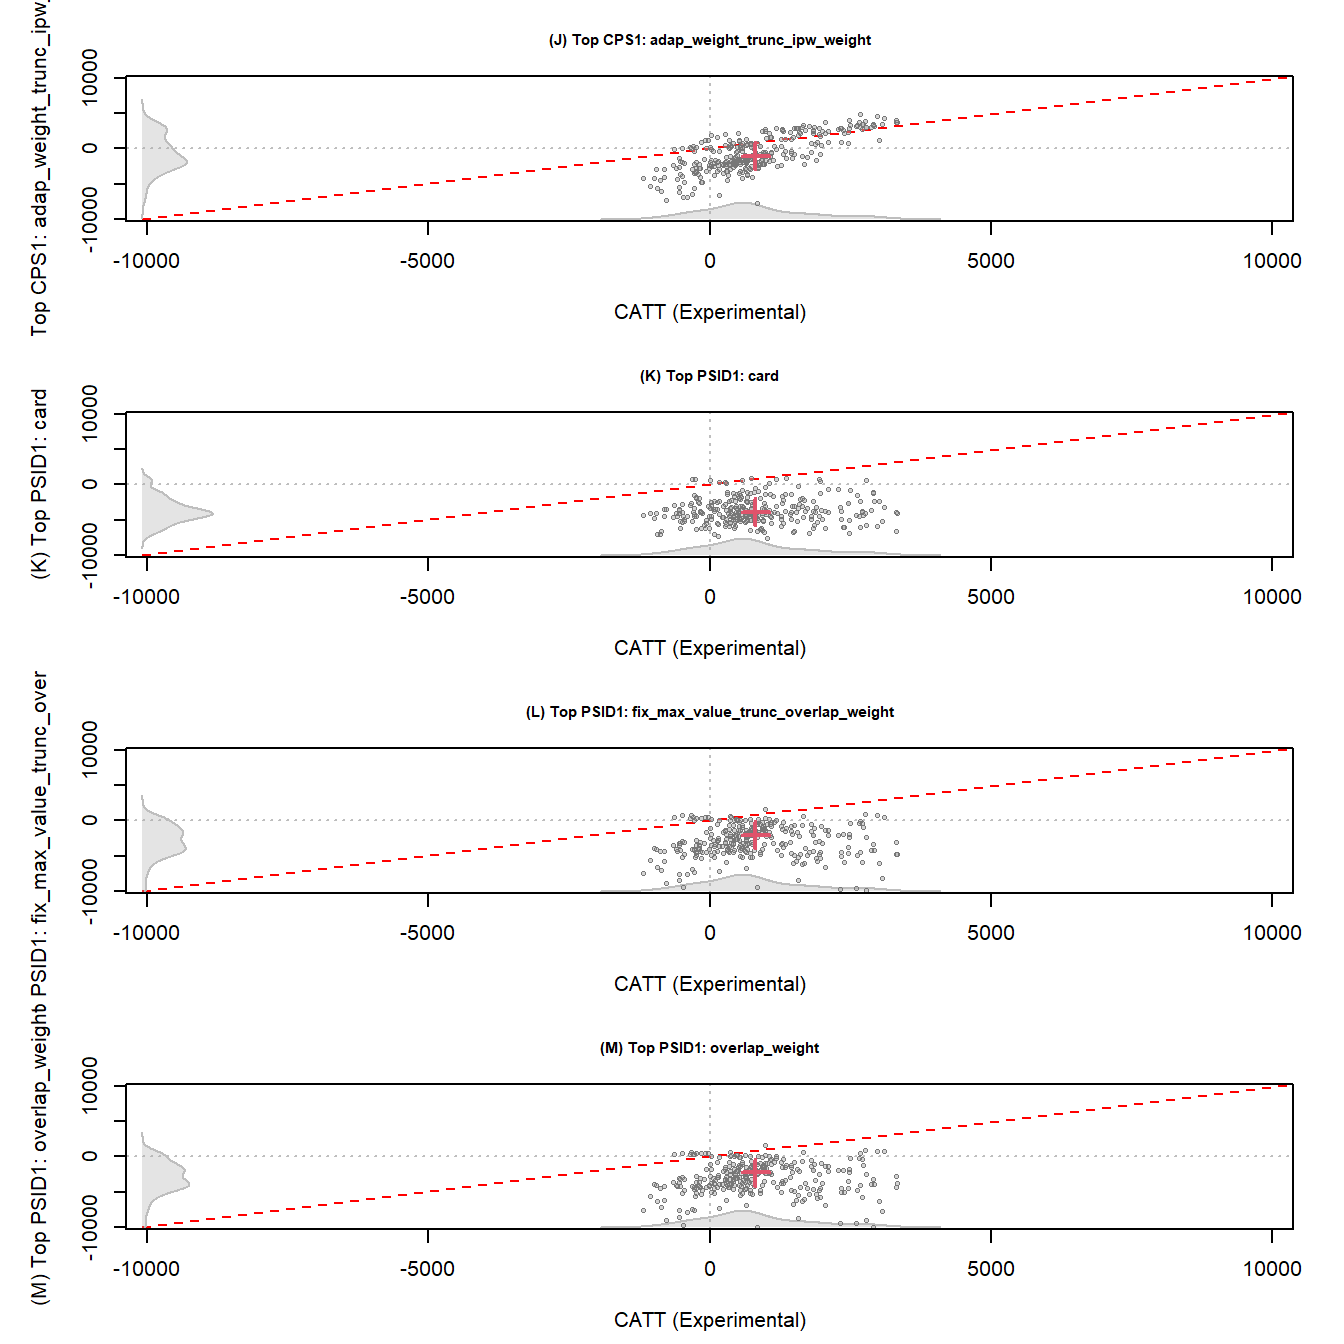 (J) Top CPS1: adap_weight_trunc_ipw_weight
Top CPS1: adap_weight_trunc_ipw_
10000
0
-10000
-10000 -5000 0 5000 10000
CATT (Experimental)
(K) Top PSID1: card
(K) Top PSID1: card
10000
0
-10000
-10000 -5000 0 5000 10000
CATT (Experimental)
(L) Top PSID1: fix_max_value_trunc_overlap_weight
PSID1: fix_max_value_trunc_over
10000
0
-10000
-10000 -5000 0 5000 10000
CATT (Experimental)
(M) Top PSID1: overlap_weight
(M) Top PSID1: overlap_weight
10000
0
-10000
-10000 -5000 0 5000 10000
CATT (Experimental)